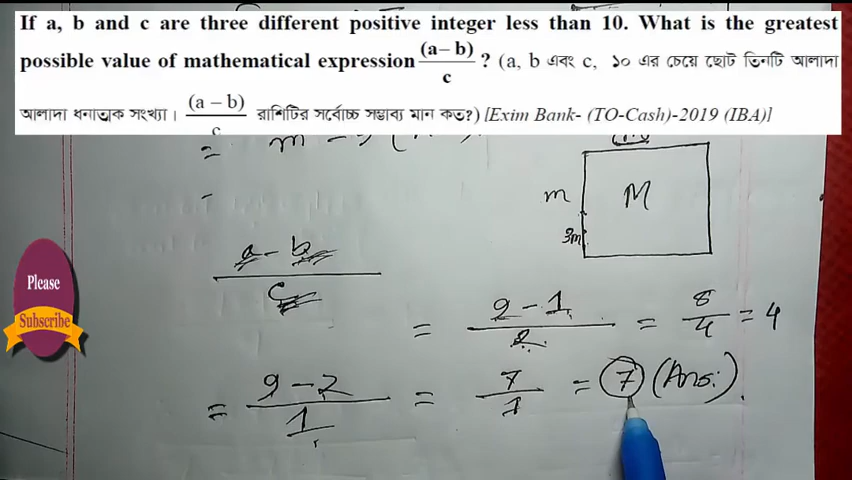 If a, b and c are three different positive integer less than 10. What is the greatest
possible value of mathematical expression (a–b)/c ? (a, b এবং c, ১০ এর চেয়ে ছোট তিনটি আলাদা
আলাদা ধনাত্মক সংখ্যা। (a – b)/c রাশিটির সর্বোচ্চ সম্ভাব্য মান কত?) [Exim Bank- (TO-Cash)-2019 (IBA)]
m M
3m
Please
Subscribe
a - b / c
= 9 - 1 / 2 = 8 / 4 = 4
= 9 - 2 / 1 = 7 / 1 = 7 (Ans:).